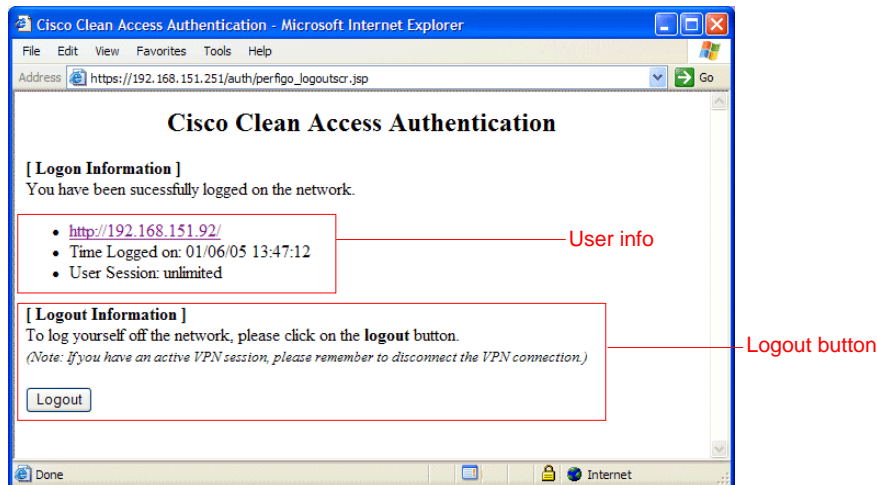 Cisco Clean Access Authentication - Microsoft Internet Explorer
File Edit View Favorites Tools Help
Address https://192.168.151.251/auth/perfigo_logoutscr.jsp Go
Cisco Clean Access Authentication
[ Logon Information ]
You have been sucessfully logged on the network.
• http://192.168.151.92/
• Time Logged on: 01/06/05 13:47:12
• User Session: unlimited
User info
[ Logout Information ]
To log yourself off the network, please click on the logout button.
(Note: If you have an active VPN session, please remember to disconnect the VPN connection.)
Logout button
Logout
Done Internet